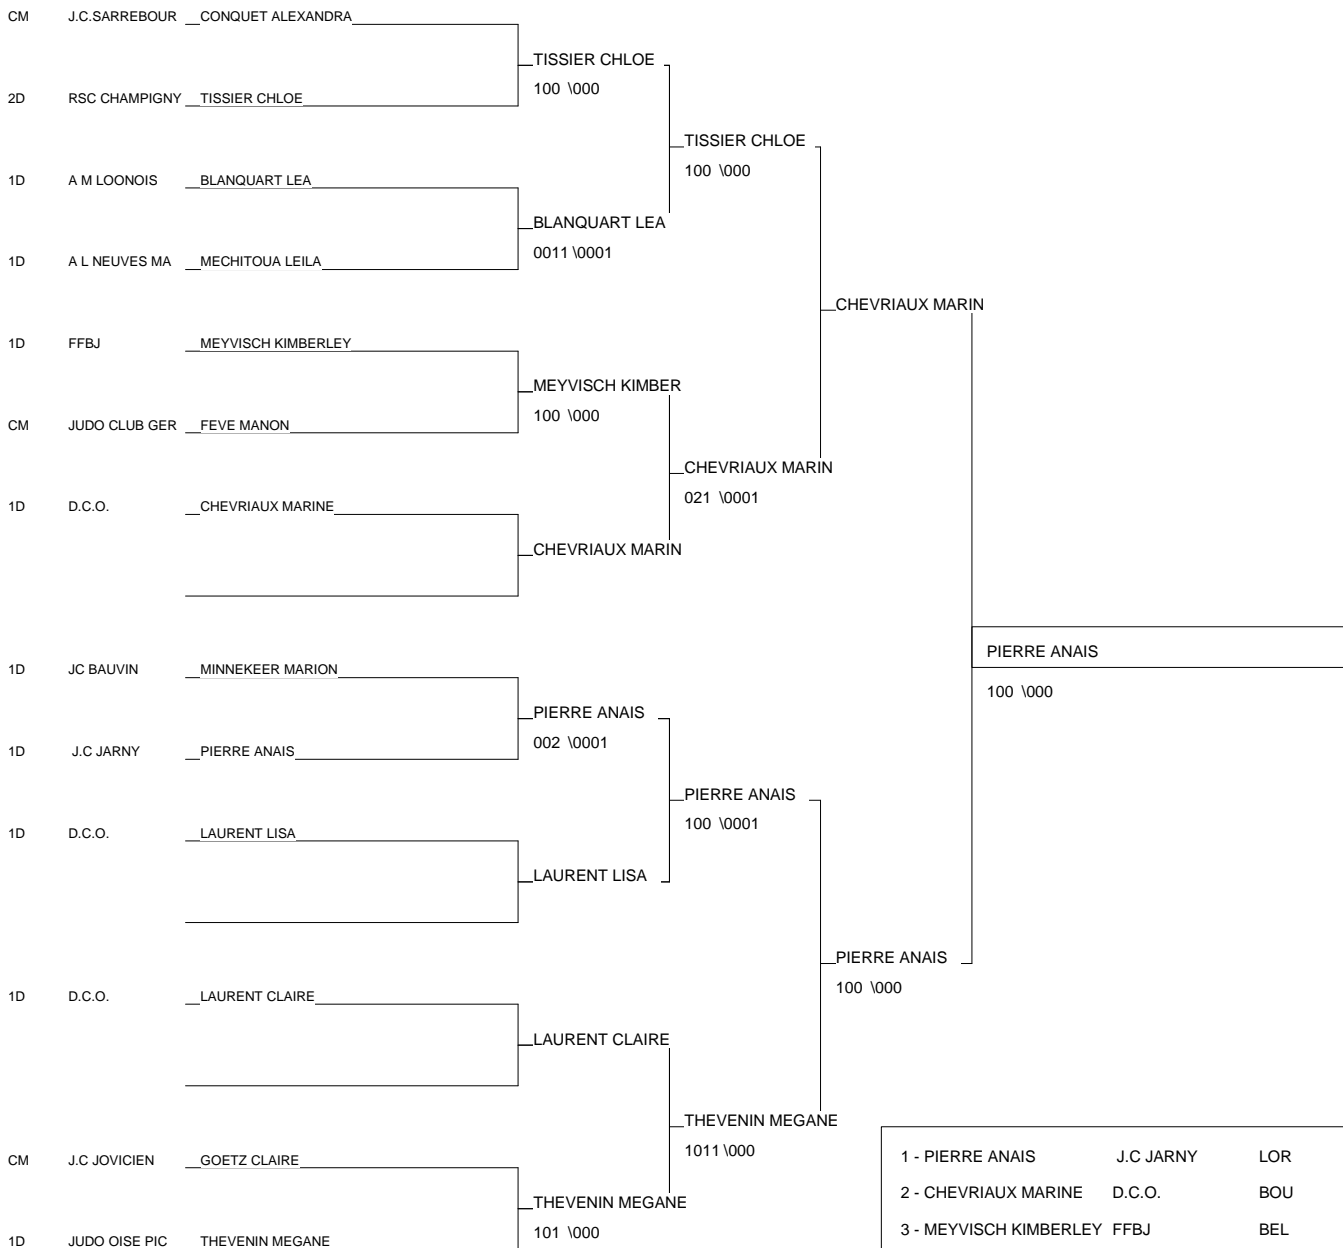 CM J.C.SARREBOUR CONQUET ALEXANDRA
TISSIER CHLOE
100 \000
2D RSC CHAMPIGNY TISSIER CHLOE
TISSIER CHLOE
100 \000
1D A M LOONOIS BLANQUART LEA
BLANQUART LEA
0011 \0001
1D A L NEUVES MA MECHITOUA LEILA
CHEVRIAUX MARIN
1D FFBJ MEYVISCH KIMBERLEY
MEYVISCH KIMBER
100 \000
CM JUDO CLUB GER FEVE MANON
CHEVRIAUX MARIN
021 \0001
1D D.C.O. CHEVRIAUX MARINE
CHEVRIAUX MARIN
PIERRE ANAIS
100 \000
1D JC BAUVIN MINNEKEER MARION
PIERRE ANAIS
002 \0001
1D J.C JARNY PIERRE ANAIS
PIERRE ANAIS
100 \0001
1D D.C.O. LAURENT LISA
LAURENT LISA
PIERRE ANAIS
100 \000
1D D.C.O. LAURENT CLAIRE
LAURENT CLAIRE
THEVENIN MEGANE
1011 \000
CM J.C JOVICIEN GOETZ CLAIRE
THEVENIN MEGANE
101 \000
1D JUDO OISE PIC THEVENIN MEGANE
1 - PIERRE ANAIS J.C JARNY LOR
2 - CHEVRIAUX MARINE D.C.O. BOU
3 - MEYVISCH KIMBERLEY FFBJ BEL